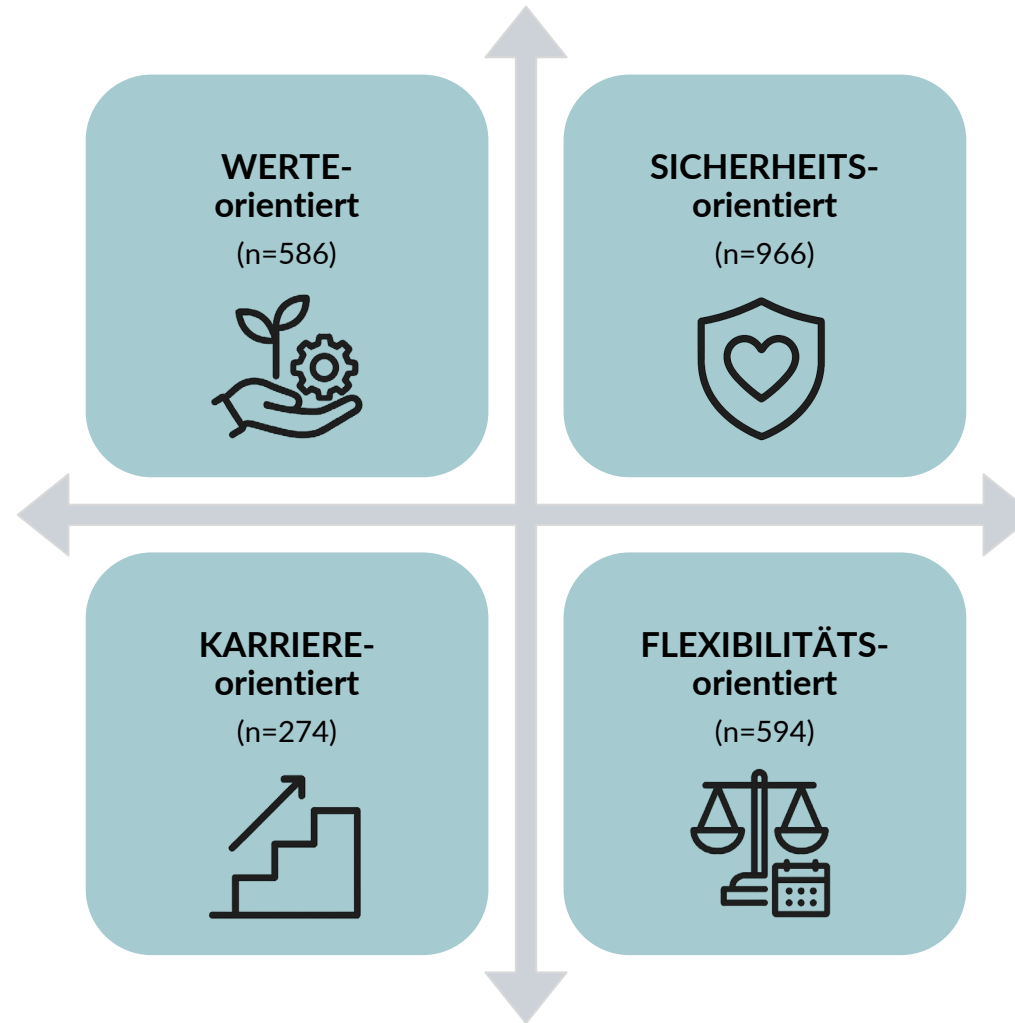 WERTE-
orientiert
(n=586)
SICHERHEITS-
orientiert
(n=966)
KARRIERE-
orientiert
(n=274)
FLEXIBILITÄTS-
orientiert
(n=594)